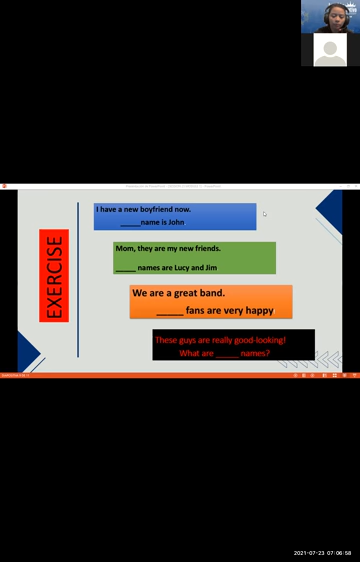 EXERCISE
I have a new boyfriend now.
_____name is John
Mom, they are my new friends.
_____ names are Lucy and Jim
We are a great band.
_____ fans are very happy
These guys are really good-looking!
What are _____ names?
2021-07-23 07:06:58